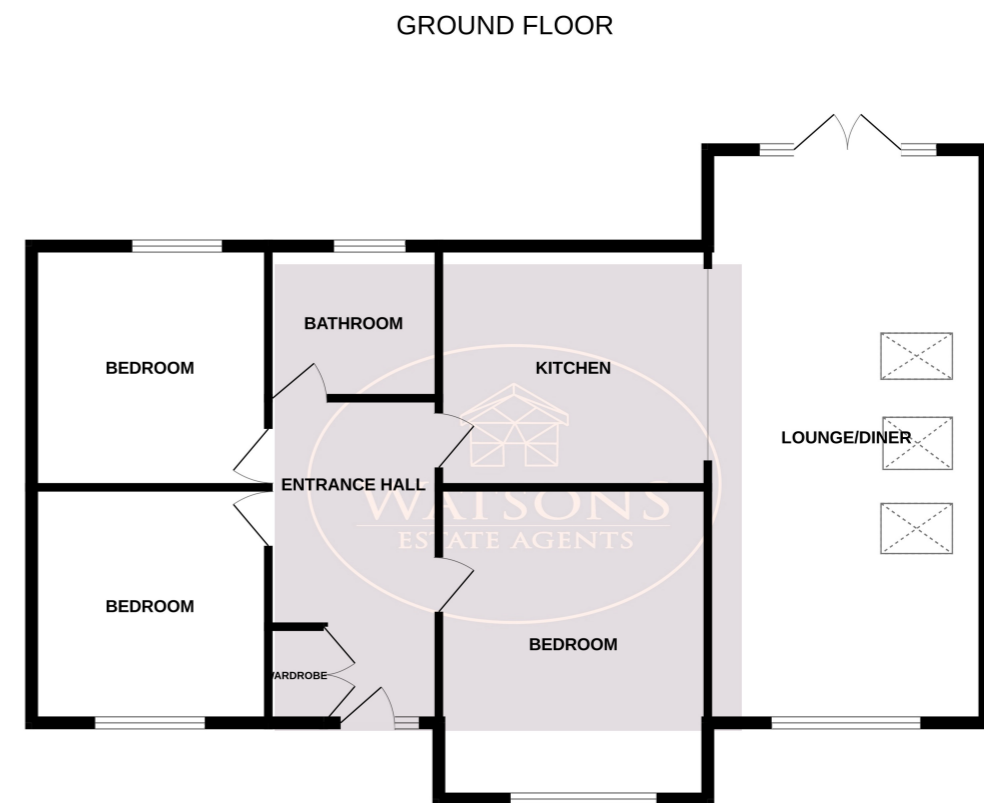 GROUND FLOOR
BATHROOM
BEDROOM
KITCHEN
LOUNGE/DINER
ENTRANCE HALL
WATSONS
ESTATE AGENTS
BEDROOM
BEDROOM
WARDROBE